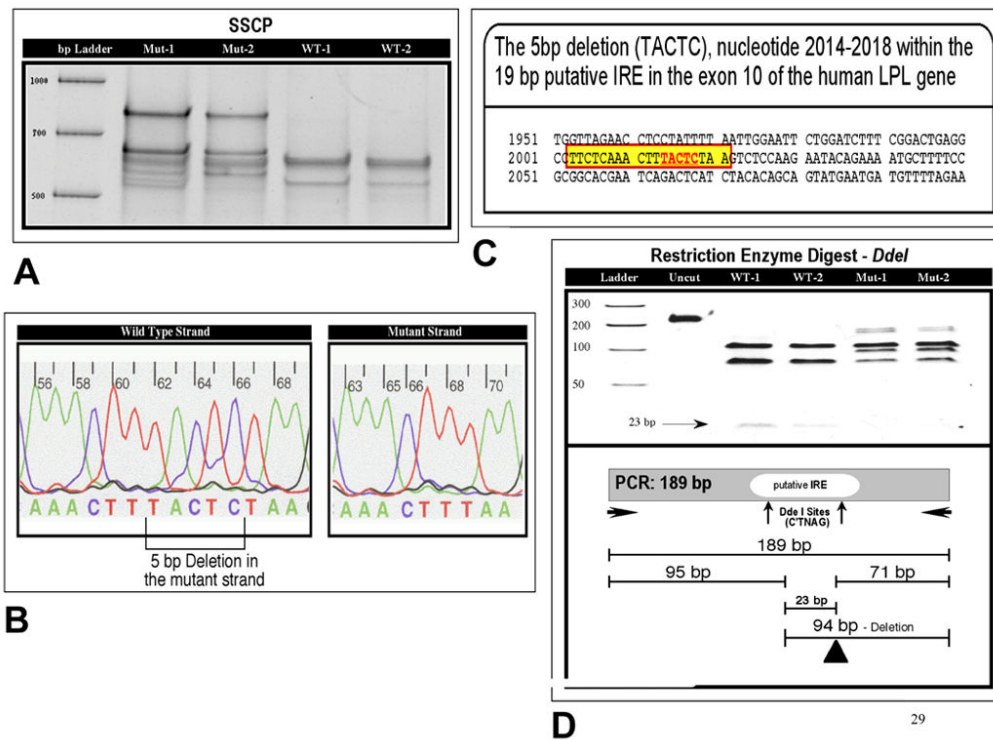 SSCP
bp Ladder Mut-1 Mut-2 WT-1 WT-2
1000
700
500
A
Wild Type Strand
56 58 60 62 64 66 68
A A A C T T T A C T C T A A
5 bp Deletion in
the mutant strand
Mutant Strand
63 65 66 68 70
A A A C T T T A A
B
The 5bp deletion (TACTC), nucleotide 2014-2018 within the
19 bp putative IRE in the exon 10 of the human LPL gene
1951 TGGTTAGAAC CTCCTATTTT AATTGGAATT CTGGATCTTT CGGACTGAGG
2001 CCTTCTCAAA CTTTACTCTA AGTCTCCAAG AATACAGAAA ATGCTTTTCC
2051 GCGGCACGAA TCAGACTCAT CTACACAGCA GTATGAATGA TGTTTTAGAA
C
Restriction Enzyme Digest - DdeI
Ladder Uncut WT-1 WT-2 Mut-1 Mut-2
300
200
100
50
23 bp
PCR: 189 bp
putative IRE
Dde I Sites
(C'TNAG)
189 bp
95 bp 71 bp
23 bp
94 bp - Deletion
D
29